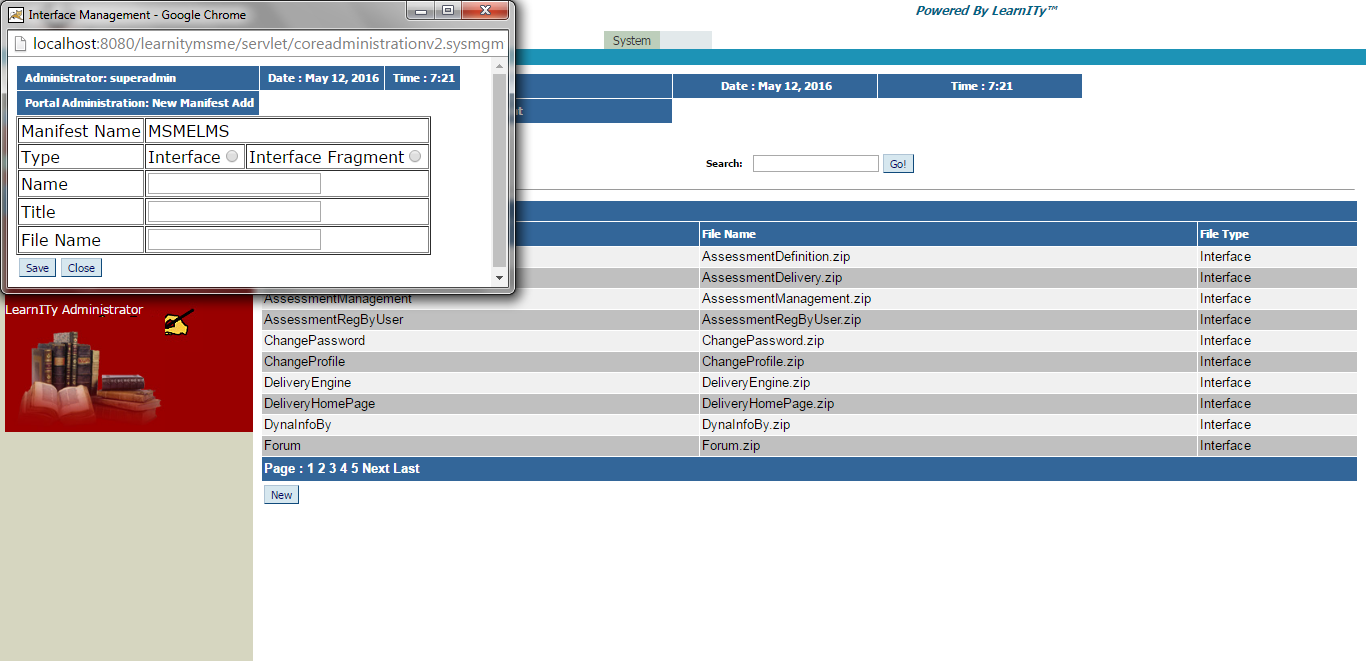 Interface Management - Google Chrome
localhost:8080/learnitymsme/servlet/coreadministrationv2.sysmgm
Administrator: superadmin Date : May 12, 2016 Time : 7:21
Portal Administration: New Manifest Add
Manifest Name MSMELMS
Type Interface Interface Fragment
Name
Title
File Name
Save Close
Powered By LearnITy™
System
Date : May 12, 2016 Time : 7:21
Search: Go!
File Name File Type
AssessmentDefinition.zip Interface
AssessmentDelivery.zip Interface
AssessmentManagement AssessmentManagement.zip Interface
AssessmentRegByUser AssessmentRegByUser.zip Interface
ChangePassword ChangePassword.zip Interface
ChangeProfile ChangeProfile.zip Interface
DeliveryEngine DeliveryEngine.zip Interface
DeliveryHomePage DeliveryHomePage.zip Interface
DynaInfoBy DynaInfoBy.zip Interface
Forum Forum.zip Interface
Page : 1 2 3 4 5 Next Last
New
LearnITy Administrator